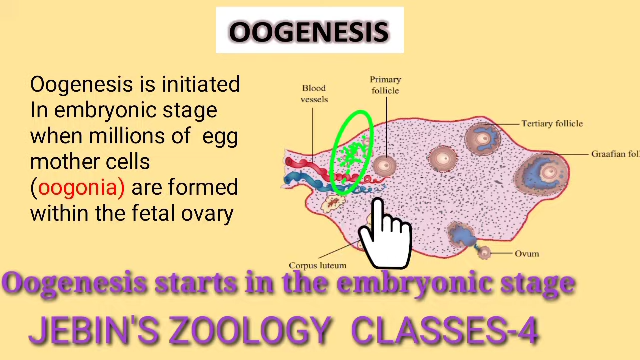 OOGENESIS
Oogenesis is initiated
In embryonic stage
when millions of egg
mother cells
(oogonia) are formed
within the fetal ovary
Blood
vessels
Primary
follicle
Tertiary follicle
Graafian fol
Ovum
Corpus luteum
Oogenesis starts in the embryonic stage
JEBIN'S ZOOLOGY CLASSES-4